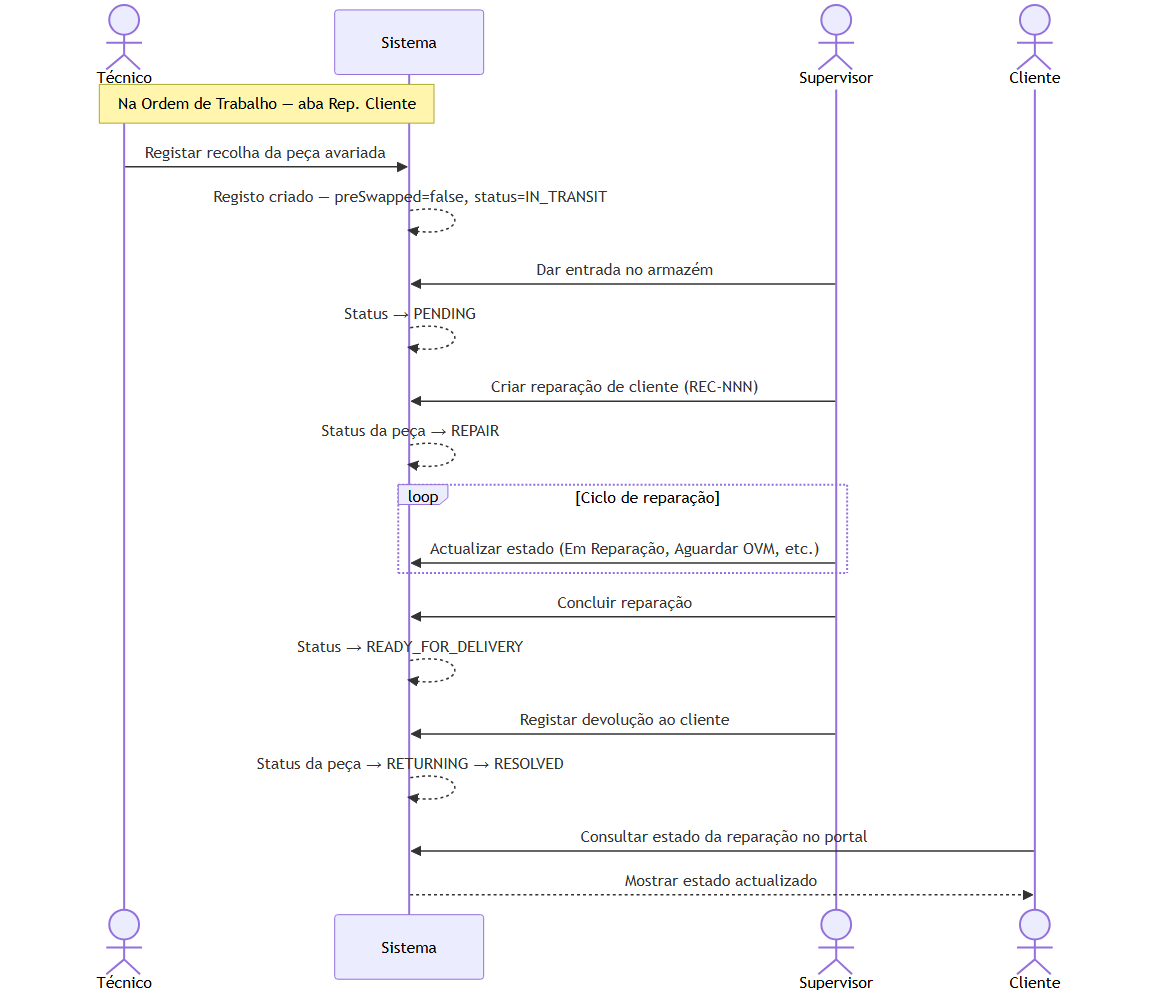 Técnico
Sistema
Supervisor
Cliente
Na Ordem de Trabalho — aba Rep. Cliente
Registar recolha da peça avariada
Registo criado — preSwapped=false, status=IN_TRANSIT
Dar entrada no armazém
Status → PENDING
Criar reparação de cliente (REC-NNN)
Status da peça → REPAIR
loop
[Ciclo de reparação]
Actualizar estado (Em Reparação, Aguardar OVM, etc.)
Concluir reparação
Status → READY_FOR_DELIVERY
Registar devolução ao cliente
Status da peça → RETURNING → RESOLVED
Consultar estado da reparação no portal
Mostrar estado actualizado
Técnico
Sistema
Supervisor
Cliente